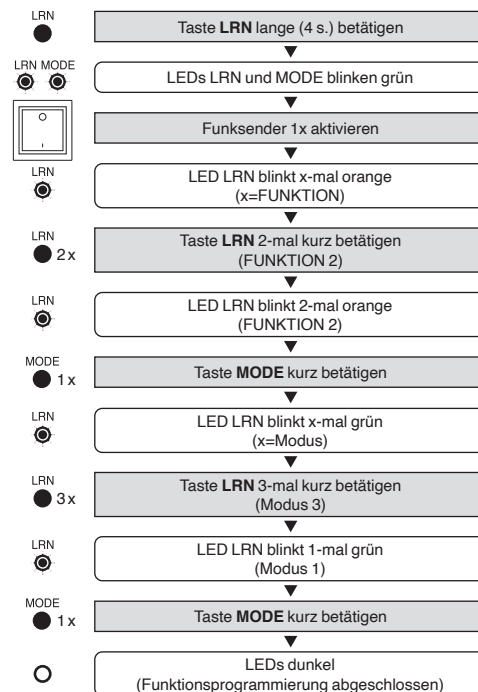 LRN
Taste LRN lange (4 s.) betätigen
LRN MODE
LEDs LRN und MODE blinken grün
Funksender 1x aktivieren
LRN
LED LRN blinkt x-mal orange
(x=FUNKTION)
LRN
2 x
Taste LRN 2-mal kurz betätigen
(FUNKTION 2)
LRN
LED LRN blinkt 2-mal orange
(FUNKTION 2)
MODE
1 x
Taste MODE kurz betätigen
LRN
LED LRN blinkt x-mal grün
(x=Modus)
LRN
3 x
Taste LRN 3-mal kurz betätigen
(Modus 3)
LRN
LED LRN blinkt 1-mal grün
(Modus 1)
MODE
1 x
Taste MODE kurz betätigen
LEDs dunkel
(Funktionsprogrammierung abgeschlossen)